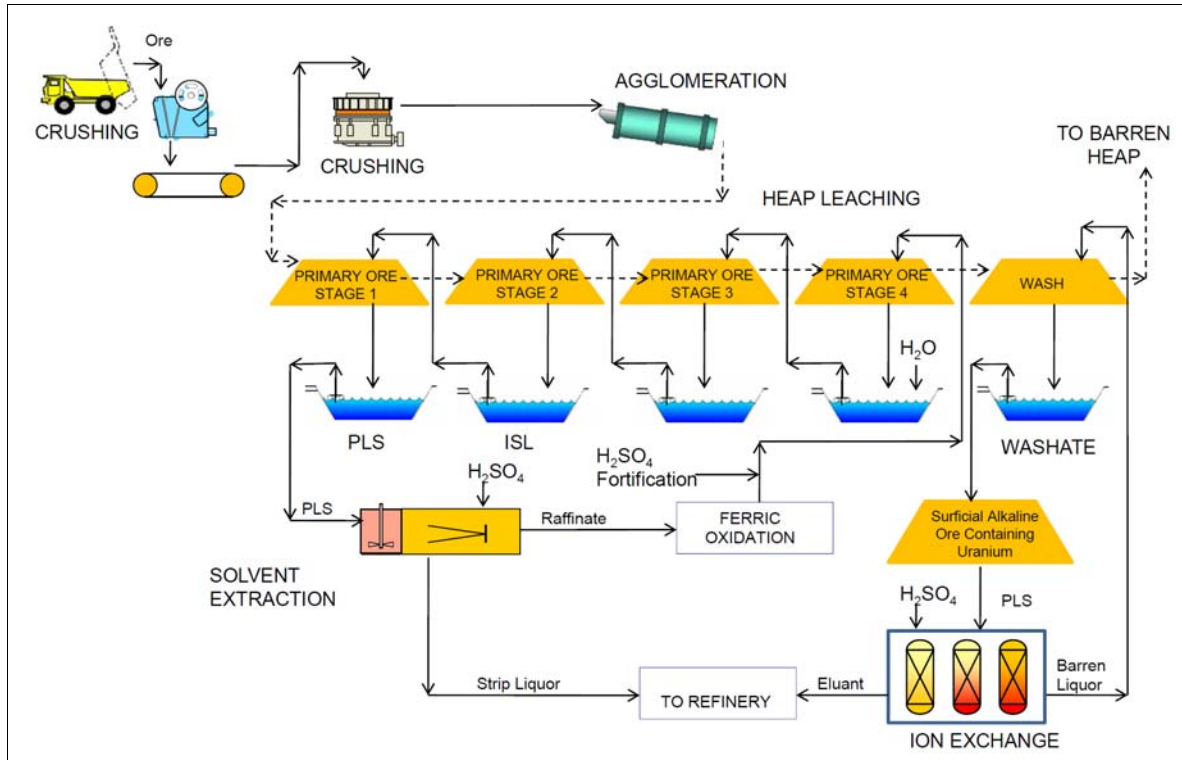 Ore
CRUSHING
CRUSHING
AGGLOMERATION
TO BARREN
HEAP
HEAP LEACHING
PRIMARY ORE
STAGE 1
PRIMARY ORE
STAGE 2
PRIMARY ORE
STAGE 3
PRIMARY ORE
STAGE 4
WASH
H₂O
PLS
ISL
WASHATE
H₂SO₄
H₂SO₄
Fortification
PLS
Raffinate
FERRIC
OXIDATION
Surficial Alkaline
Ore Containing
Uranium
SOLVENT
EXTRACTION
H₂SO₄
PLS
Strip Liquor
TO REFINERY
Eluant
Barren
Liquor
ION EXCHANGE